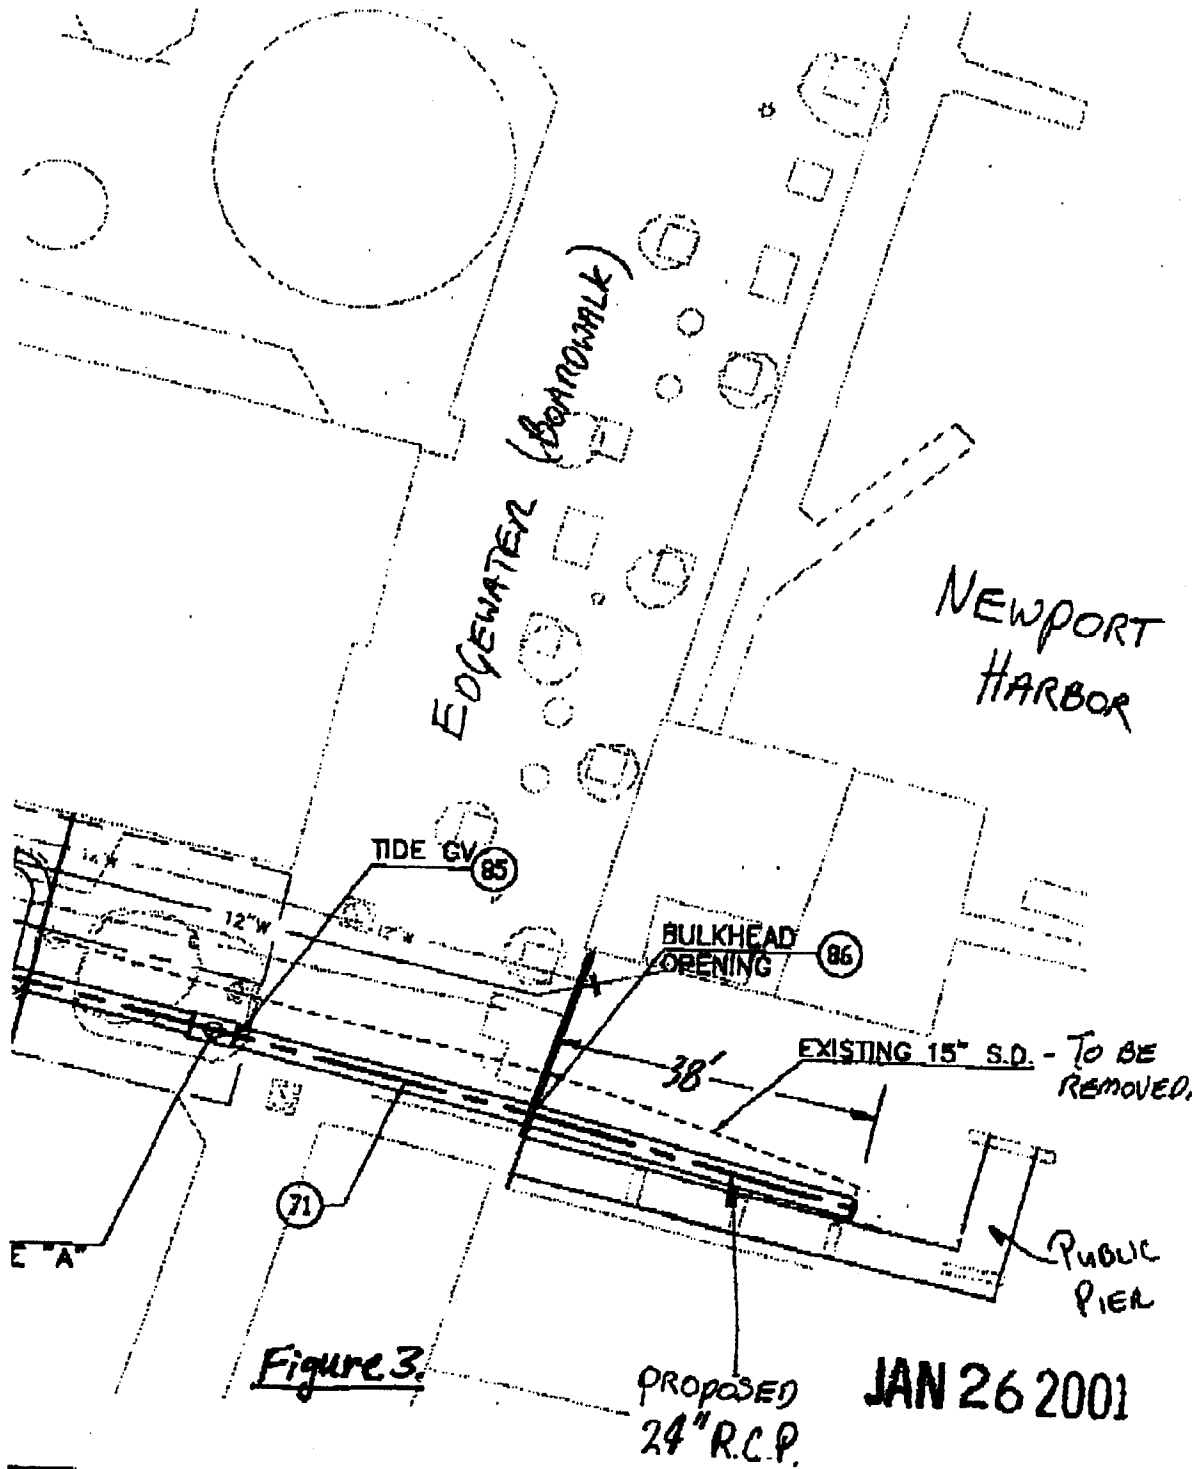 EDGEWATER (BOARDWALK)
NEWPORT
HARBOR
TIDE GV
85
12"W
12"W
BULKHEAD
OPENING
86
38'
EXISTING 15" S.D. - TO BE
REMOVED.
71
E "A"
PUBLIC
PIER
Figure 3.
PROPOSED
24" R.C.P.
JAN 26 2001